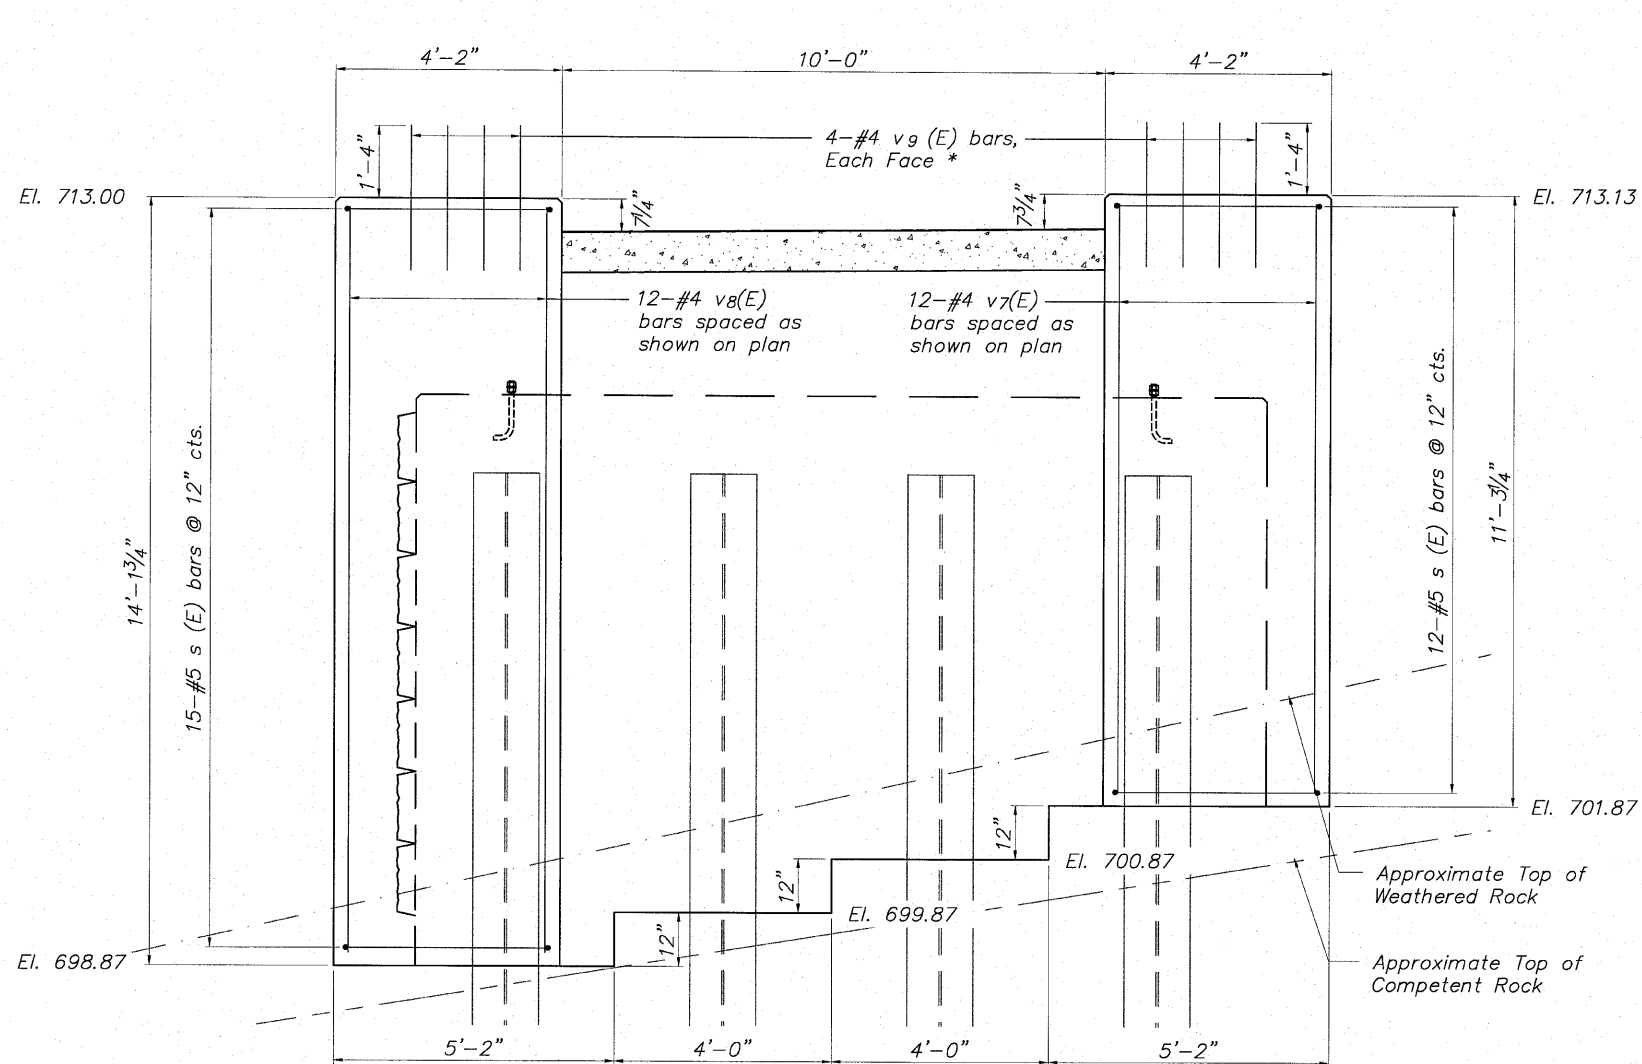 4'-2"
10'-0"
4'-2"
1'-4"
4-#4 v9 (E) bars,
Each Face *
1'-4"
El. 713.00
7¼"
7¾"
El. 713.13
12-#4 v8(E)
bars spaced as
shown on plan
12-#4 v7(E)
bars spaced as
shown on plan
14'-1¾"
15-#5 s (E) bars @ 12" cts.
12-#5 s (E) bars @ 12" cts.
11'-3¼"
12"
El. 701.87
12"
El. 700.87
12"
El. 699.87
El. 698.87
Approximate Top of
Weathered Rock
Approximate Top of
Competent Rock
5'-2"
4'-0"
4'-0"
5'-2"